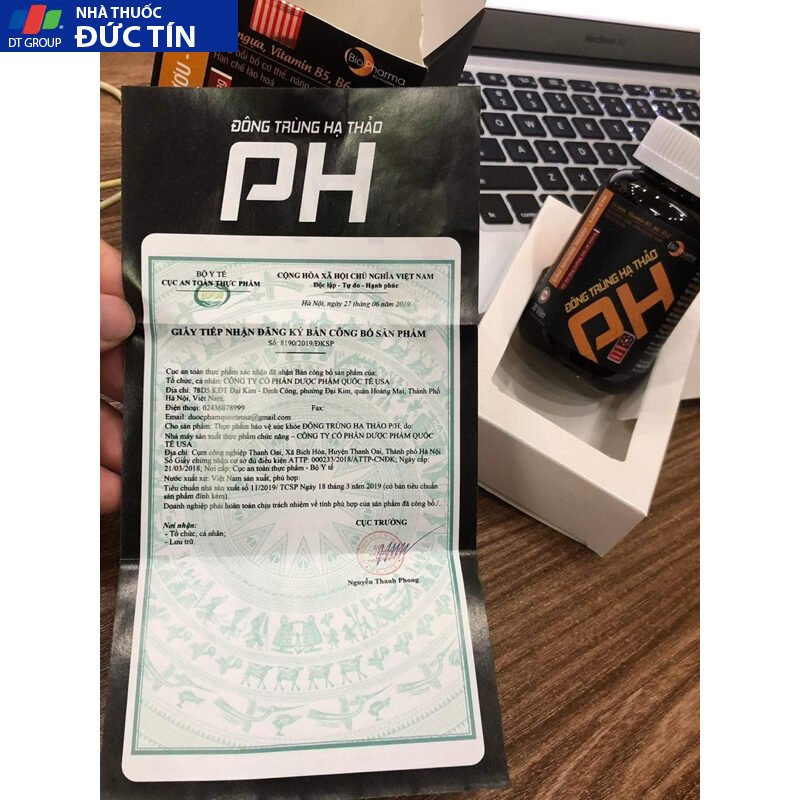 NHÀ THUỐC
ĐỨC TÍN
DT GROUP
Vitamin B5, B6
Hạn chế lão hoá
BioPharma
MacBook Pro
ĐÔNG TRÙNG HẠ THẢO
PH
BỘ Y TẾ
CỤC AN TOÀN THỰC PHẨM
CỘNG HÒA XÃ HỘI CHỦ NGHĨA VIỆT NAM
Độc lập - Tự do - Hạnh phúc
Hà Nội, ngày 27 tháng 06 năm 2019
GIẤY TIẾP NHẬN ĐĂNG KÝ BẢN CÔNG BỐ SẢN PHẨM
Số: 8190/2019/ĐKSP
Cục an toàn thực phẩm xác nhận đã nhận Bản công bố sản phẩm của:
Tổ chức, cá nhân: CÔNG TY CỔ PHẦN DƯỢC PHẨM QUỐC TẾ USA
Địa chỉ: 78D5 KĐT Đại Kim - Định Công, phường Đại Kim, quận Hoàng Mai, Thành Phố
Hà Nội, Việt Nam.
Điện thoại: 02436878999 Fax:
Email: duocphamquocteusa@gmail.com
Cho sản phẩm: Thực phẩm bảo vệ sức khỏe ĐÔNG TRÙNG HẠ THẢO P/H; do:
Nhà máy sản xuất thực phẩm chức năng – CÔNG TY CỔ PHẦN DƯỢC PHẨM QUỐC
TẾ USA
Địa chỉ: Cụm công nghiệp Thanh Oai, Xã Bích Hòa, Huyện Thanh Oai, Thành phố Hà Nội
Số Giấy chứng nhận cơ sở đủ điều kiện ATTP: 000233/2018/ATTP-CNĐK; Ngày cấp:
21/03/2018; Nơi cấp: Cục an toàn thực phẩm - Bộ Y tế
Nước xuất xứ: Việt Nam sản xuất, phù hợp:
Tiêu chuẩn nhà sản xuất số 11/2019/ TCSP Ngày 18 tháng 3 năm 2019 (có bản tiêu chuẩn
sản phẩm đính kèm).
Doanh nghiệp phải hoàn toàn chịu trách nhiệm về tính phù hợp của sản phẩm đã công bố./.
Nơi nhận:
- Tổ chức, cá nhân;
- Lưu trữ.
CỤC TRƯỞNG
Nguyễn Thanh Phong
BioPharma
ĐÔNG TRÙNG HẠ THẢO
PH